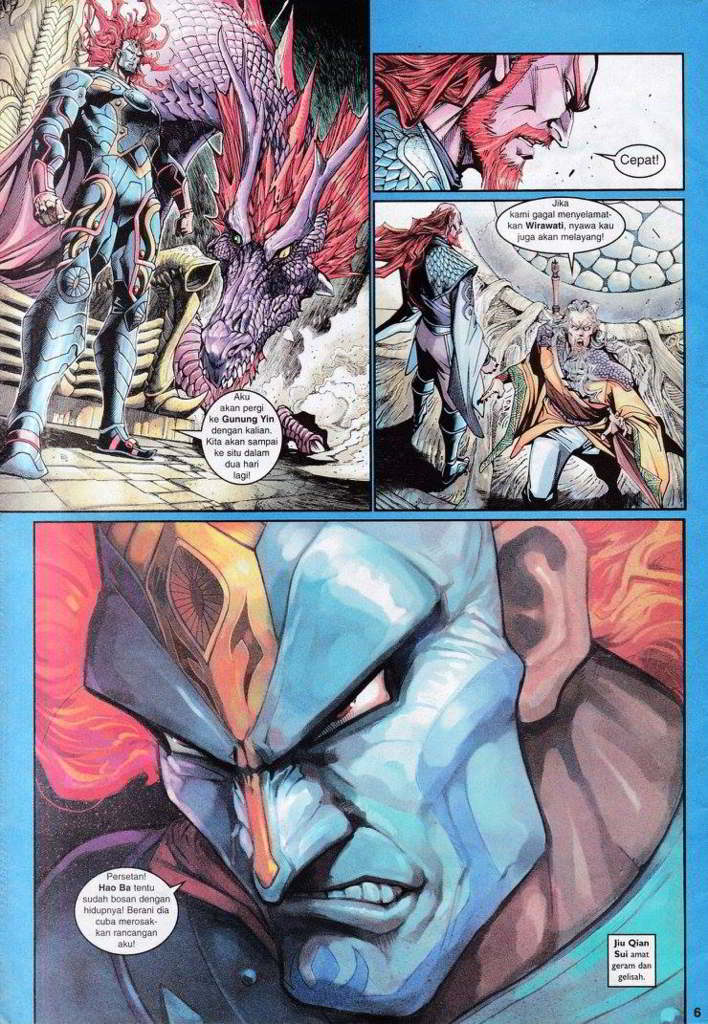 Aku
akan pergi
ke Gunung Yin
dengan kalian.
Kita akan sampai
ke situ dalam
dua hari
lagi!
Cepat!
Jika
kami gagal menyelamat-
kan Wirawati, nyawa kau
juga akan melayang!
Persetan!
Hao Ba tentu
sudah bosan dengan
hidupnya! Berani dia
cuba merosak-
kan rancangan
aku!
Jiu Qian
Sui amat
geram dan
gelisah.
6